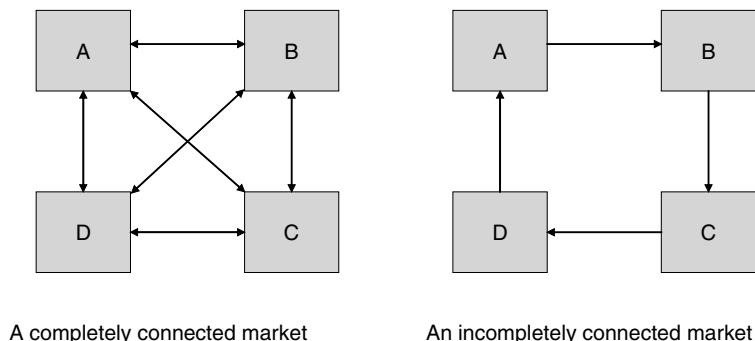 A B A B
D C D C
A completely connected market An incompletely connected market